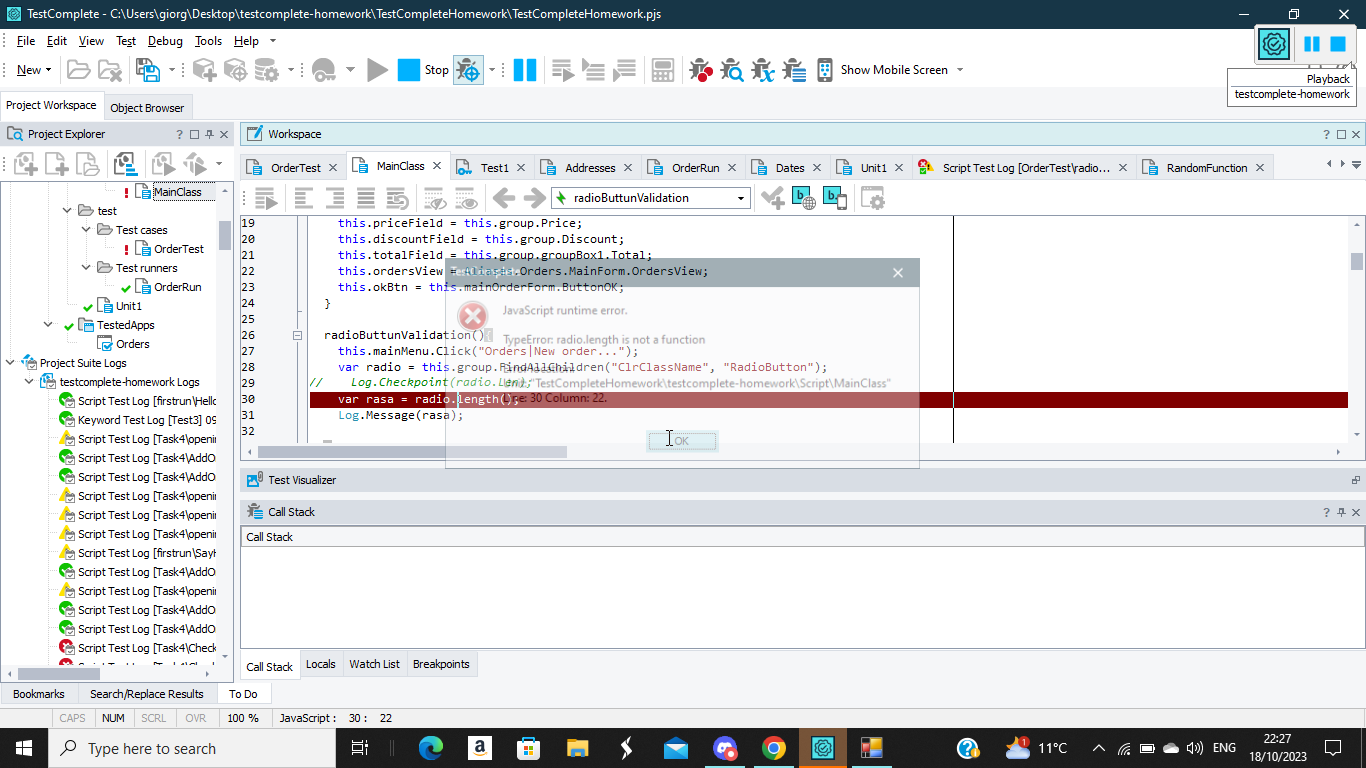 TestComplete - C:\Users\giorg\Desktop\testcomplete-homework\TestCompleteHomework\TestCompleteHomework.pjs
File Edit View Test Debug Tools Help
New Stop Show Mobile Screen
Playback
testcomplete-homework
Project Workspace Object Browser
Project Explorer
Workspace
OrderTest MainClass Test1 Addresses OrderRun Dates Unit1 Script Test Log [OrderTest\radio... RandomFunction
radioButtunValidation
MainClass
test
Test cases
OrderTest
Test runners
OrderRun
Unit1
TestedApps
Orders
Project Suite Logs
testcomplete-homework Logs
Script Test Log [firstrun\Hello
Keyword Test Log [Test3] 09
Script Test Log [Task4\openi
Script Test Log [Task4\AddO
Script Test Log [Task4\AddO
Script Test Log [Task4\openi
Script Test Log [Task4\openi
Script Test Log [Task4\openi
Script Test Log [firstrun\SayH
Script Test Log [Task4\AddO
Script Test Log [Task4\openi
Script Test Log [Task4\AddO
Script Test Log [Task4\AddO
Script Test Log [Task4\Check
19 this.priceField = this.group.Price;
20 this.discountField = this.group.Discount;
21 this.totalField = this.group.groupBox1.Total;
22 this.ordersView = Aliases.Orders.MainForm.OrdersView;
23 this.okBtn = this.mainOrderForm.ButtonOK;
24 }
25
26 radioButtunValidation(){
27 this.mainMenu.Click("Orders|New order...");
28 var radio = this.group.FindAllChildren("ClrClassName", "RadioButton");
29 // Log.Checkpoint(radio.Len);
30 var rasa = radio.length();
31 Log.Message(rasa);
32
TestComplete
JavaScript runtime error.
TypeError: radio.length is not a function
Error location:
Unit: "TestCompleteHomework\testcomplete-homework\Script\MainClass"
Line: 30 Column: 22.
OK
Test Visualizer
Call Stack
Call Stack
Call Stack Locals Watch List Breakpoints
Bookmarks Search/Replace Results To Do
CAPS NUM SCRL OVR 100 % JavaScript : 30 : 22
Type here to search
1
11°C
ENG
22:27
18/10/2023